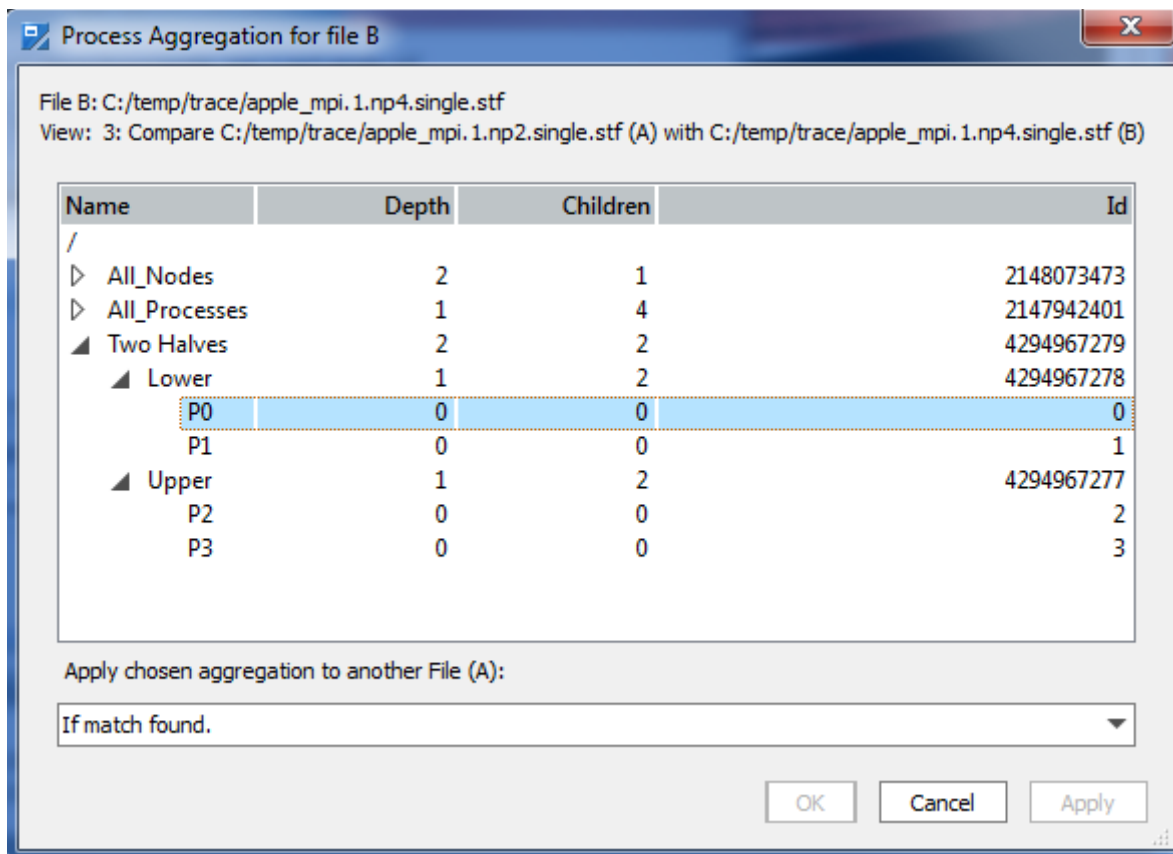 Process Aggregation for file B
File B: C:/temp/trace/apple_mpi.1.np4.single.stf
View: 3: Compare C:/temp/trace/apple_mpi.1.np2.single.stf (A) with C:/temp/trace/apple_mpi.1.np4.single.stf (B)
Name Depth Children Id
/
All_Nodes 2 1 2148073473
All_Processes 1 4 2147942401
Two Halves 2 2 4294967279
Lower 1 2 4294967278
P0 0 0 0
P1 0 0 1
Upper 1 2 4294967277
P2 0 0 2
P3 0 0 3
Apply chosen aggregation to another File (A):
If match found.
OK Cancel Apply